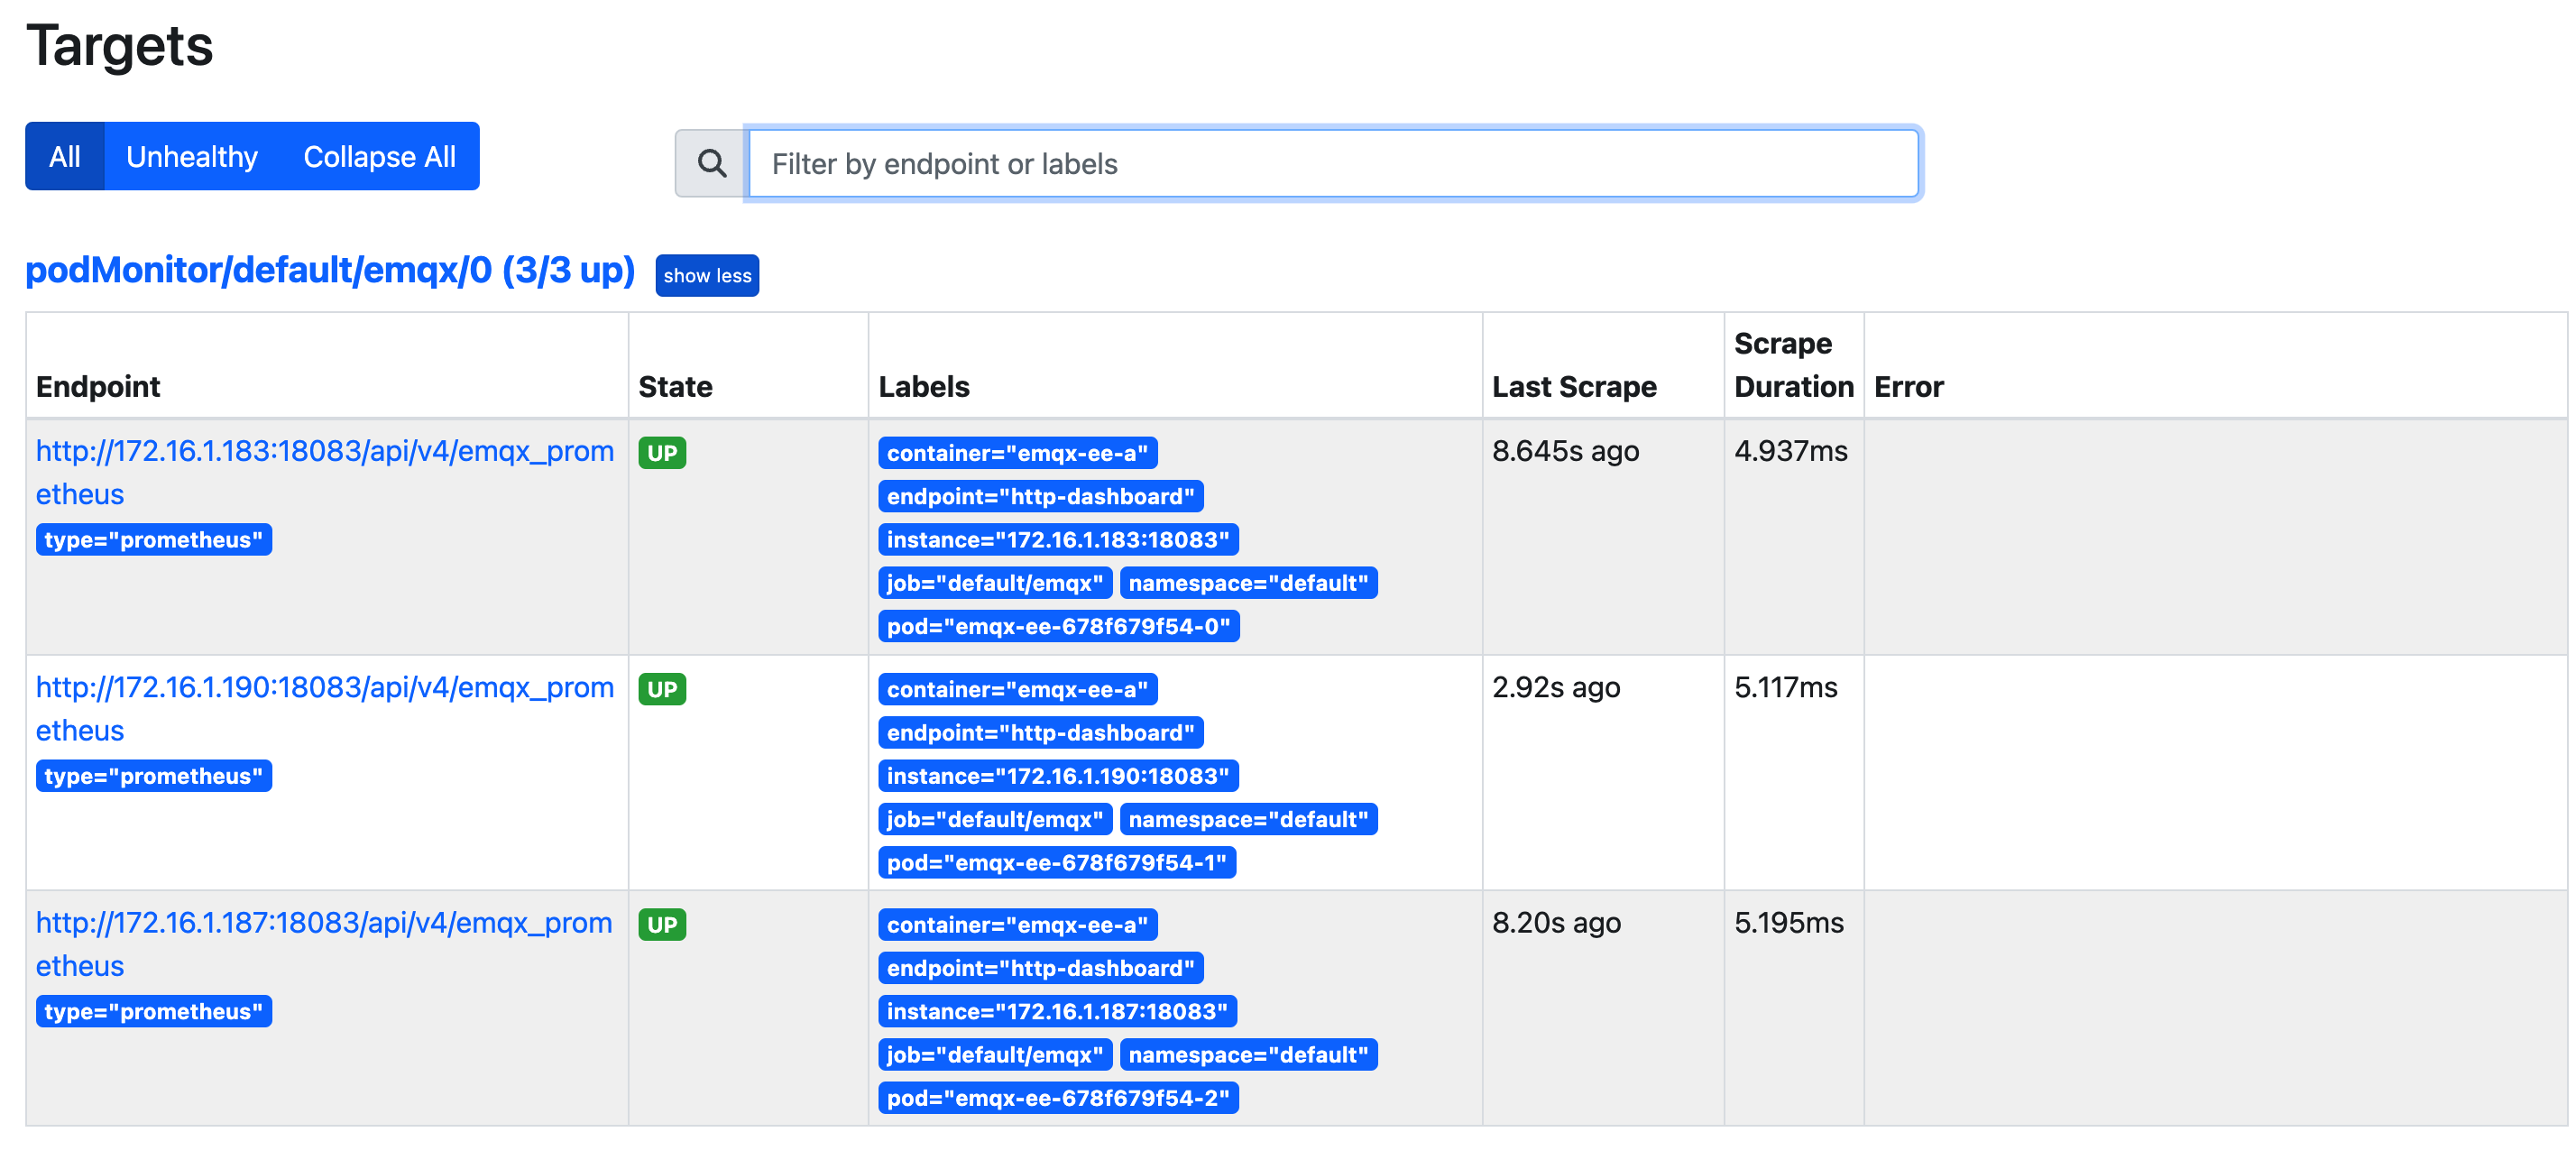 Targets
All Unhealthy Collapse All
Filter by endpoint or labels
podMonitor/default/emqx/0 (3/3 up) show less
Endpoint State Labels Last Scrape Scrape Duration Error
http://172.16.1.183:18083/api/v4/emqx_prom
etheus
type="prometheus"
UP
container="emqx-ee-a"
endpoint="http-dashboard"
instance="172.16.1.183:18083"
job="default/emqx" namespace="default"
pod="emqx-ee-678f679f54-0"
8.645s ago
4.937ms
http://172.16.1.190:18083/api/v4/emqx_prom
etheus
type="prometheus"
UP
container="emqx-ee-a"
endpoint="http-dashboard"
instance="172.16.1.190:18083"
job="default/emqx" namespace="default"
pod="emqx-ee-678f679f54-1"
2.92s ago
5.117ms
http://172.16.1.187:18083/api/v4/emqx_prom
etheus
type="prometheus"
UP
container="emqx-ee-a"
endpoint="http-dashboard"
instance="172.16.1.187:18083"
job="default/emqx" namespace="default"
pod="emqx-ee-678f679f54-2"
8.20s ago
5.195ms